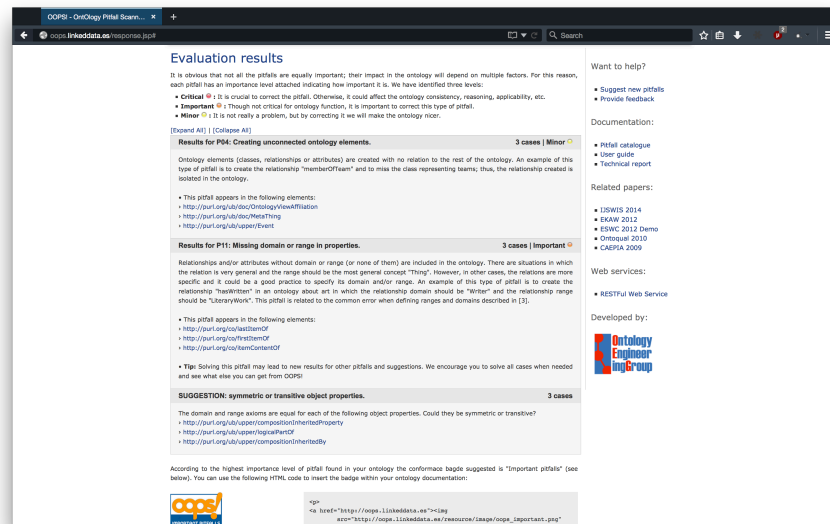 OOPS! - OntOlogy Pitfall Scann... × +
oops.linkeddata.es/response.jsp#
Search
2
Evaluation results
It is obvious that not all the pitfalls are equally important; their impact in the ontology will depend on multiple factors. For this reason,
each pitfall has an importance level attached indicating how important it is. We have identified three levels:
Critical : It is crucial to correct the pitfall. Otherwise, it could affect the ontology consistency, reasoning, applicability, etc.
Important : Though not critical for ontology function, it is important to correct this type of pitfall.
Minor : It is not really a problem, but by correcting it we will make the ontology nicer.
[Expand All] | [Collapse All]
Results for P04: Creating unconnected ontology elements. 3 cases | Minor
Ontology elements (classes, relationships or attributes) are created with no relation to the rest of the ontology. An example of this
type of pitfall is to create the relationship "memberOfTeam" and to miss the class representing teams; thus, the relationship created is
isolated in the ontology.
• This pitfall appears in the following elements:
› http://purl.org/ub/doc/OntologyViewAffiliation
› http://purl.org/ub/doc/MetaThing
› http://purl.org/ub/upper/Event
Results for P11: Missing domain or range in properties. 3 cases | Important
Relationships and/or attributes without domain or range (or none of them) are included in the ontology. There are situations in which
the relation is very general and the range should be the most general concept "Thing". However, in other cases, the relations are more
specific and it could be a good practice to specify its domain and/or range. An example of this type of pitfall is to create the
relationship "hasWritten" in an ontology about art in which the relationship domain should be "Writer" and the relationship range
should be "LiteraryWork". This pitfall is related to the common error when defining ranges and domains described in [3].
• This pitfall appears in the following elements:
› http://purl.org/co/lastItemOf
› http://purl.org/co/firstItemOf
› http://purl.org/co/itemContentOf
• Tip: Solving this pitfall may lead to new results for other pitfalls and suggestions. We encourage you to solve all cases when needed
and see what else you can get from OOPS!
SUGGESTION: symmetric or transitive object properties. 3 cases
The domain and range axioms are equal for each of the following object properties. Could they be symmetric or transitive?
› http://purl.org/ub/upper/compositionInheritedProperty
› http://purl.org/ub/upper/logicalPartOf
› http://purl.org/ub/upper/compositionInheritedBy
According to the highest importance level of pitfall found in your ontology the conformace bagde suggested is "Important pitfalls" (see
below). You can use the following HTML code to insert the badge within your ontology documentation:
oops!
IMPORTANT PITFALLS
<p>
<a href="http://oops.linkeddata.es"><img
src="http://oops.linkeddata.es/resource/image/oops_important.png"
Want to help?
Suggest new pitfalls
Provide feedback
Documentation:
Pitfall catalogue
User guide
Technical report
Related papers:
IJSWIS 2014
EKAW 2012
ESWC 2012 Demo
Ontoqual 2010
CAEPIA 2009
Web services:
RESTFul Web Service
Developed by:
Ontology
Engineer
ingGroup